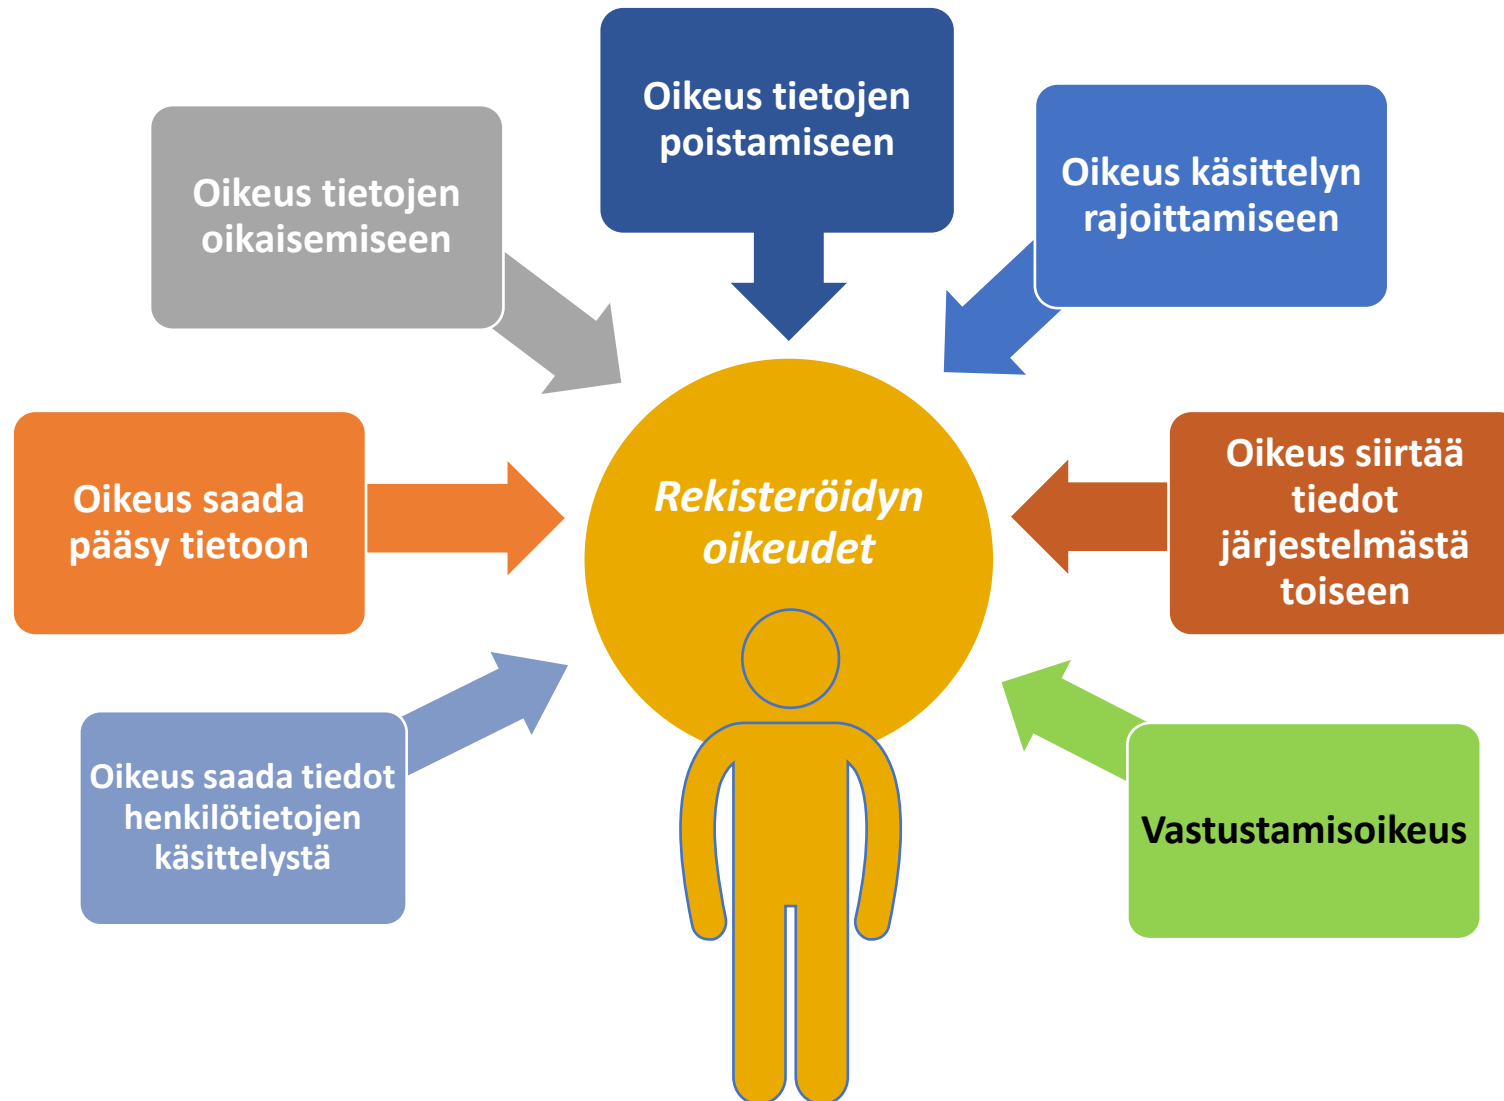 Oikeus tietojen
poistamiseen
Oikeus tietojen
oikaisemiseen
Oikeus käsittelyn
rajoittamiseen
Oikeus saada
pääsy tietoon
Rekisteröidyn
oikeudet
Oikeus siirtää
tiedot
järjestelmästä
toiseen
Oikeus saada tiedot
henkilötietojen
käsittelystä
Vastustamisoikeus